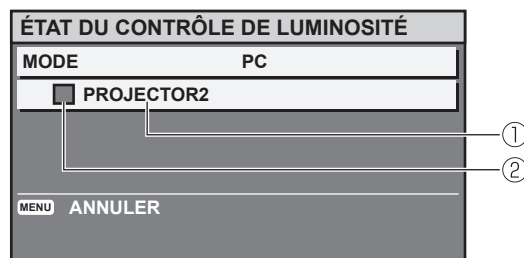 ÉTAT DU CONTRÔLE DE LUMINOSITÉ
MODE PC
PROJECTOR2
①
②
MENU ANNULER